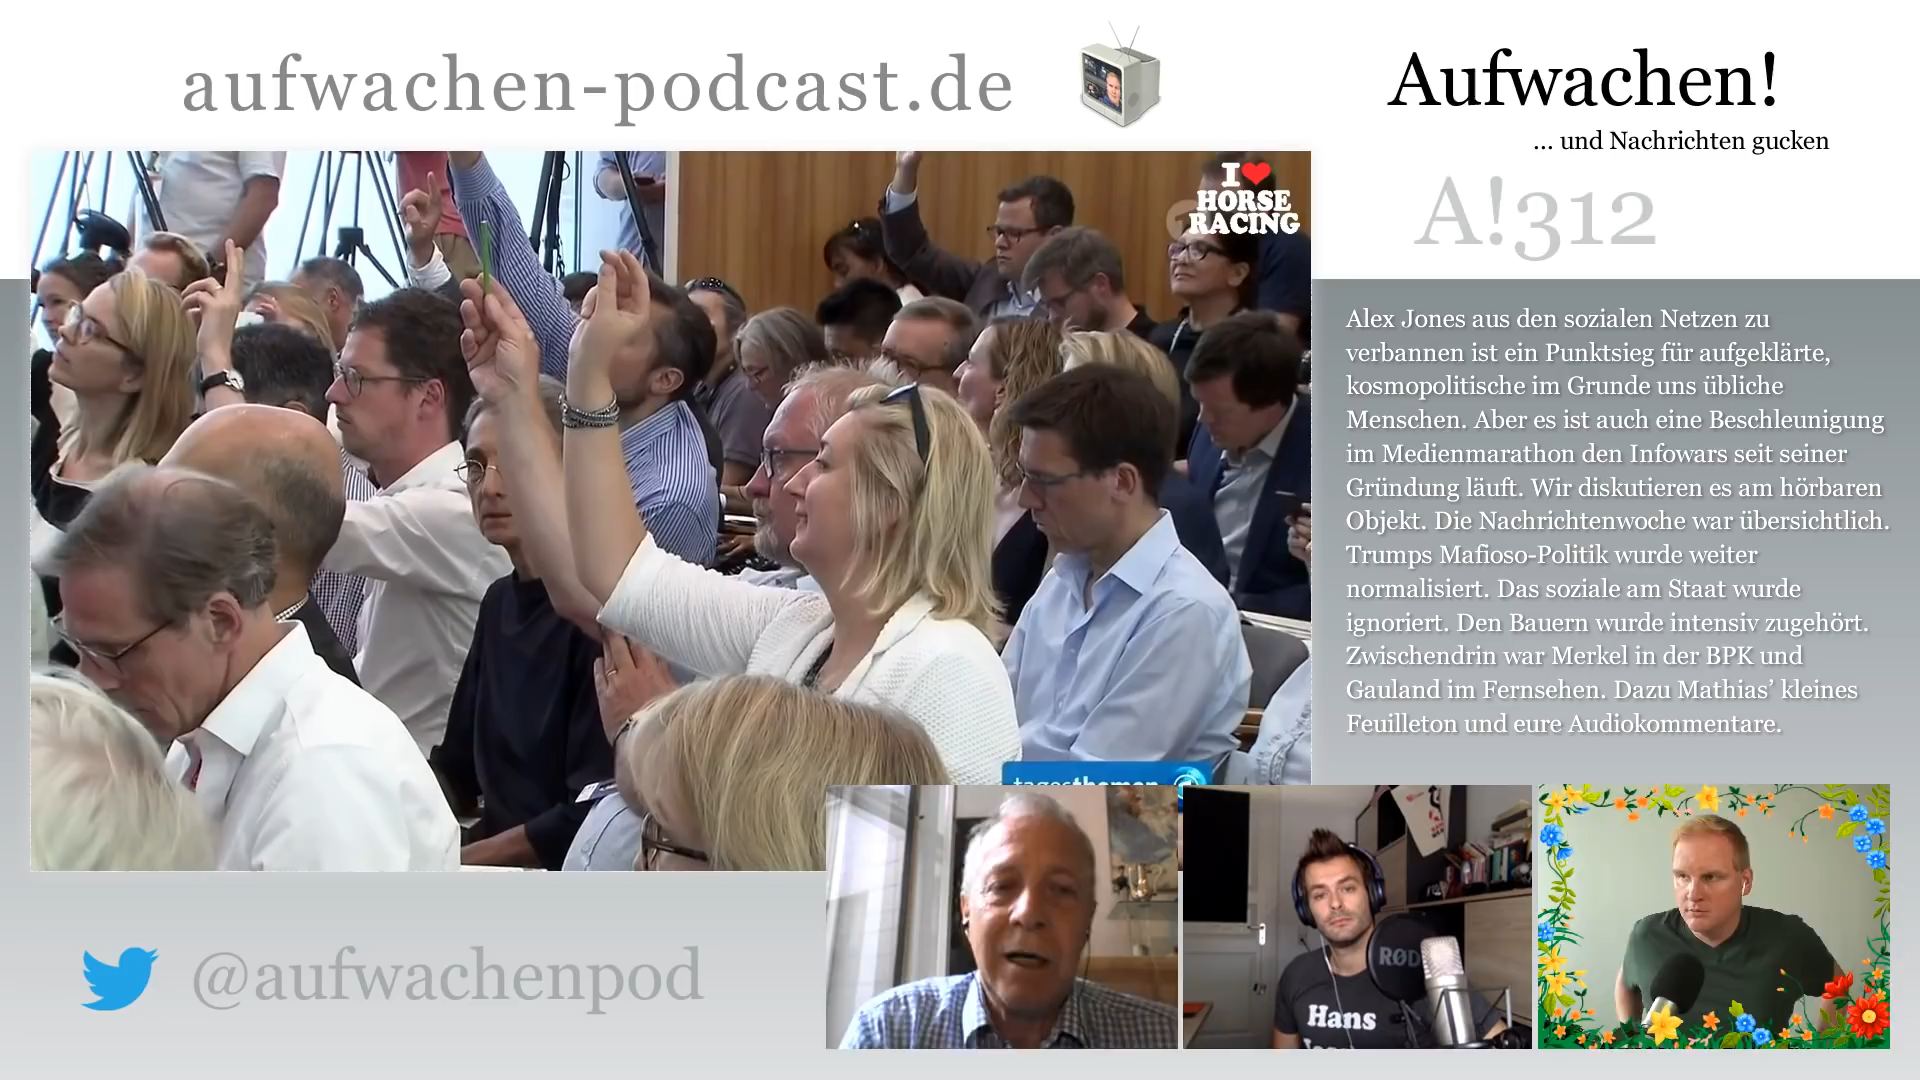 aufwachen-podcast.de
Aufwachen!
... und Nachrichten gucken
A!312
I
HORSE
RACING
Alex Jones aus den sozialen Netzen zu
verbannen ist ein Punktsieg für aufgeklärte,
kosmopolitische im Grunde uns übliche
Menschen. Aber es ist auch eine Beschleunigung
im Medienmarathon den Infowars seit seiner
Gründung läuft. Wir diskutieren es am hörbaren
Objekt. Die Nachrichtenwoche war übersichtlich.
Trumps Mafioso-Politik wurde weiter
normalisiert. Das soziale am Staat wurde
ignoriert. Den Bauern wurde intensiv zugehört.
Zwischendrin war Merkel in der BPK und
Gauland im Fernsehen. Dazu Mathias’ kleines
Feuilleton und eure Audiokommentare.
tagesthemen
RØDE
Hans
@aufwachenpod